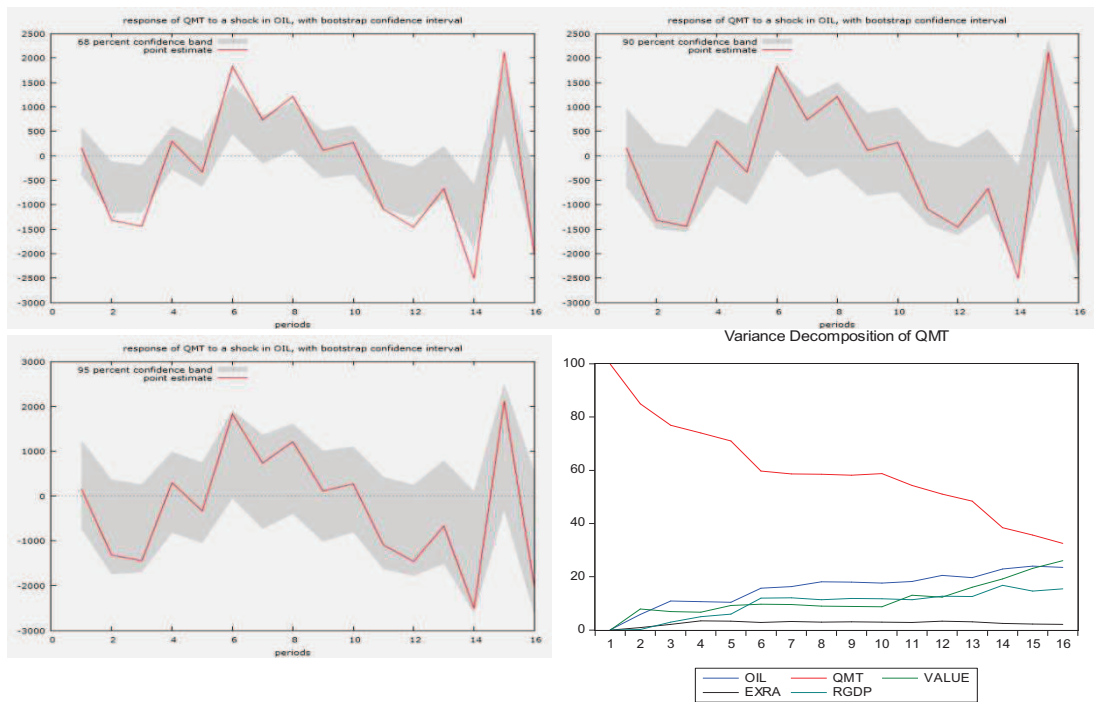 response of QMT to a shock in OIL, with bootstrap confidence interval
68 percent confidence band
point estimate
2500
2000
1500
1000
500
0
-500
-1000
-1500
-2000
-2500
-3000
0 2 4 6 8 10 12 14 16
periods
response of QMT to a shock in OIL, with bootstrap confidence interval
90 percent confidence band
point estimate
2500
2000
1500
1000
500
0
-500
-1000
-1500
-2000
-2500
-3000
0 2 4 6 8 10 12 14 16
periods
response of QMT to a shock in OIL, with bootstrap confidence interval
95 percent confidence band
point estimate
3000
2000
1000
0
-1000
-2000
-3000
0 2 4 6 8 10 12 14 16
periods
Variance Decomposition of QMT
100
80
60
40
20
0
1 2 3 4 5 6 7 8 9 10 11 12 13 14 15 16
OIL QMT VALUE
EXRA RGDP